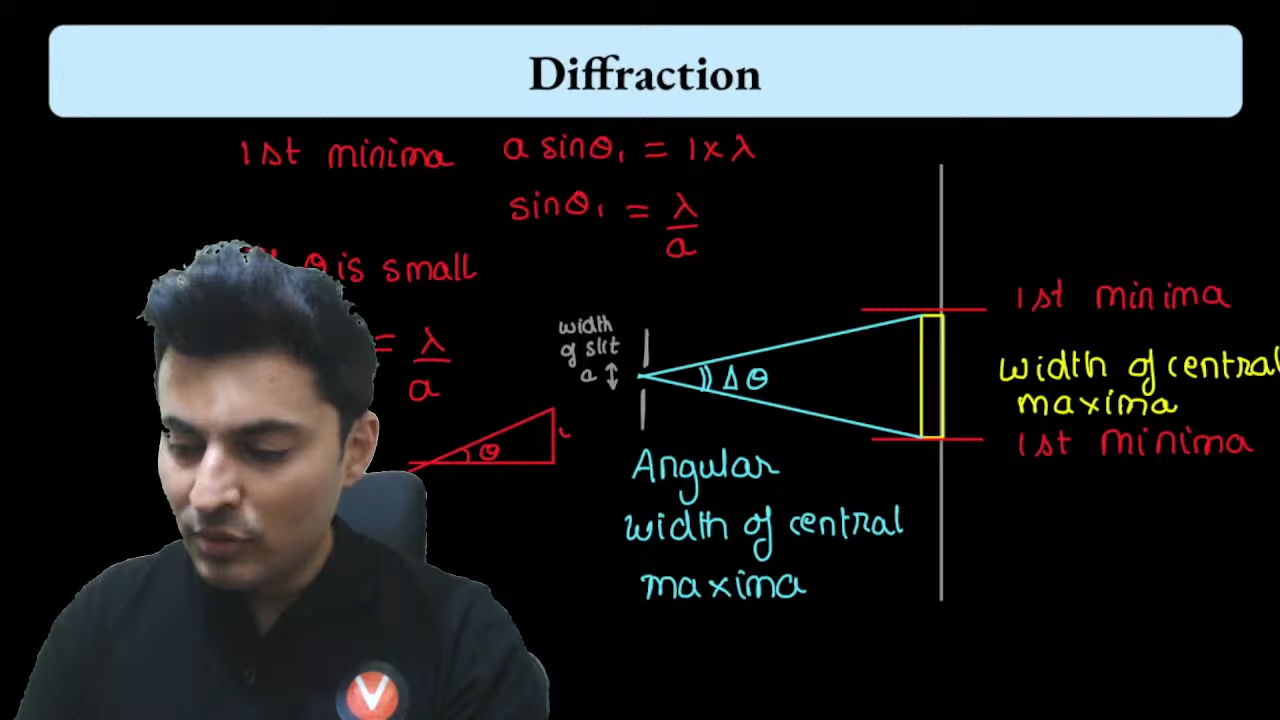 Diffraction
1st minima a sinθ₁ = 1 x λ
sinθ₁ = λ/a
θ is small
= λ/a
θ
width
of slit
a
Δθ
1st minima
width of central
maxima
1st minima
Angular
width of central
maxima
V